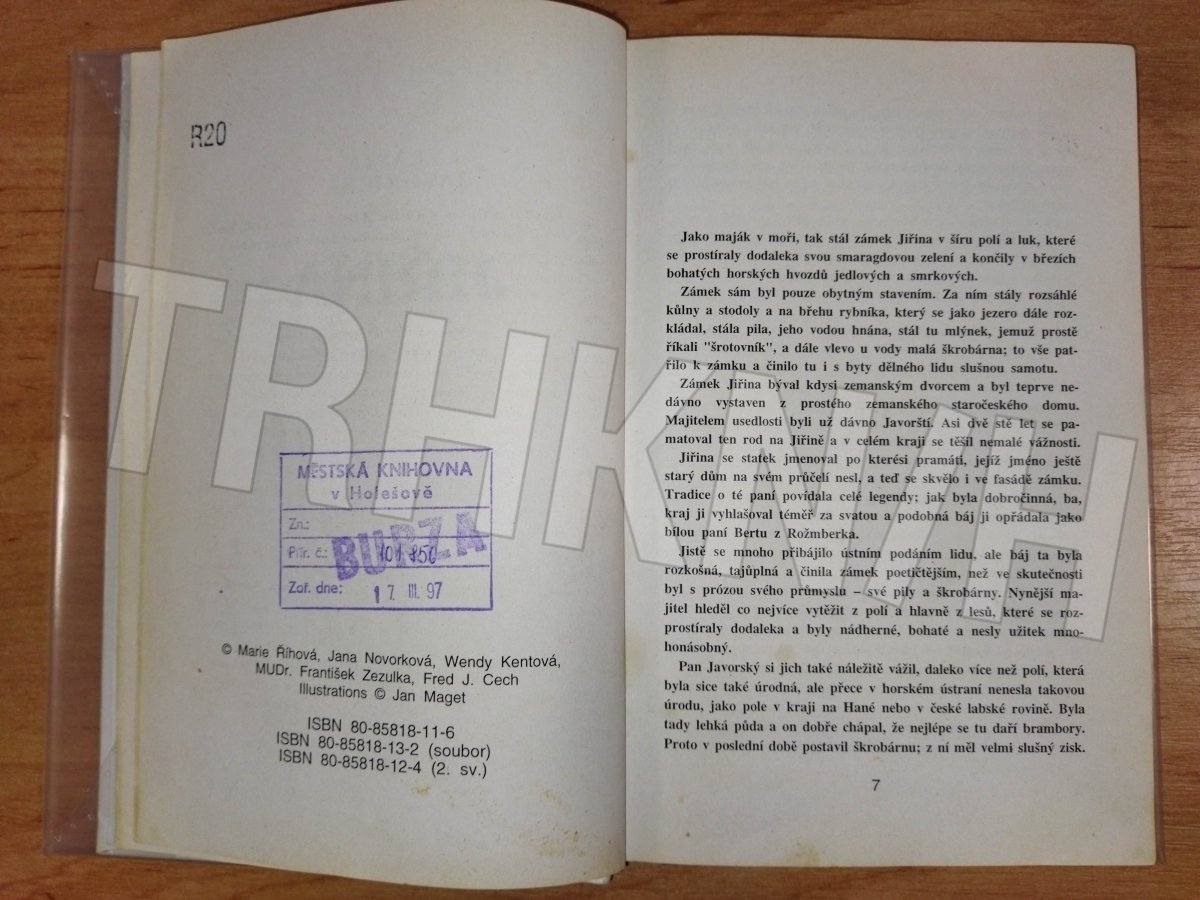 R20
MĚSTSKÁ KNIHOVNA
v Holešově
Zn.:
BURZA
Přír. č.: 101 850
Zař. dne: 17. III. 97
© Marie Říhová, Jana Novorková, Wendy Kentová,
MUDr. František Zezulka, Fred J. Cech
Illustrations © Jan Maget
ISBN 80-85818-11-6
ISBN 80-85818-13-2 (soubor)
ISBN 80-85818-12-4 (2. sv.)
Jako maják v moři, tak stál zámek Jiřina v šíru polí a luk, které
se prostíraly dodaleka svou smaragdovou zelení a končily v březích
bohatých horských hvozdů jedlových a smrkových.
Zámek sám byl pouze obytným stavením. Za ním stály rozsáhlé
kůlny a stodoly a na břehu rybníka, který se jako jezero dále roz-
kládal, stála pila, jeho vodou hnána, stál tu mlýnek, jemuž prostě
říkali "šrotovník", a dále vlevo u vody malá škrobárna; to vše pat-
řilo k zámku a činilo tu i s byty dělného lidu slušnou samotu.
Zámek Jiřina býval kdysi zemanským dvorcem a byl teprve ne-
dávno vystaven z prostého zemanského staročeského domu.
Majitelem usedlosti byli už dávno Javorští. Asi dvě stě let se pa-
matoval ten rod na Jiřině a v celém kraji se těšil nemalé vážnosti.
Jiřina se statek jmenoval po kterési pramáti, jejíž jméno ještě
starý dům na svém průčelí nesl, a teď se skvělo i ve fasádě zámku.
Tradice o té paní povídala celé legendy; jak byla dobročinná, ba,
kraj ji vyhlašoval téměř za svatou a podobná báj ji opřádala jako
bílou paní Bertu z Rožmberka.
Jistě se mnoho přibájilo ústním podáním lidu, ale báj ta byla
rozkošná, tajůplná a činila zámek poetičtějším, než ve skutečnosti
byl s prózou svého průmyslu – své pily a škrobárny. Nynější ma-
jitel hleděl co nejvíce vytěžit z polí a hlavně z lesů, které se roz-
prostíraly dodaleka a byly nádherné, bohaté a nesly užitek mno-
honásobný.
Pan Javorský si jich také náležitě vážil, daleko více než polí, která
byla sice také úrodná, ale přece v horském ústraní nenesla takovou
úrodu, jako pole v kraji na Hané nebo v české labské rovině. Byla
tady lehká půda a on dobře chápal, že nejlépe se tu daří brambory.
Proto v poslední době postavil škrobárnu; z ní měl velmi slušný zisk.
7
TRHKNIH